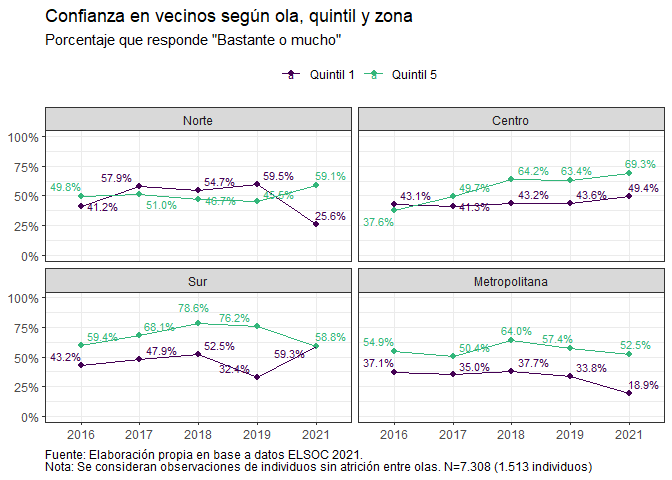 Confianza en vecinos según ola, quintil y zona
Porcentaje que responde "Bastante o mucho"
Quintil 1 Quintil 5
Norte
Centro
100%
75%
50%
25%
0%
49.8% 41.2% 57.9% 51.0% 54.7% 46.7% 59.5% 45.5% 59.1% 25.6%
43.1% 37.6% 49.7% 41.3% 64.2% 43.2% 63.4% 43.6% 69.3% 49.4%
Sur
Metropolitana
100%
75%
50%
25%
0%
43.2% 59.4% 68.1% 47.9% 78.6% 52.5% 76.2% 32.4% 59.3% 58.8%
54.9% 37.1% 50.4% 35.0% 64.0% 37.7% 57.4% 33.8% 52.5% 18.9%
2016 2017 2018 2019 2021
2016 2017 2018 2019 2021
Fuente: Elaboración propia en base a datos ELSOC 2021.
Nota: Se consideran observaciones de individuos sin atrición entre olas. N=7.308 (1.513 individuos)